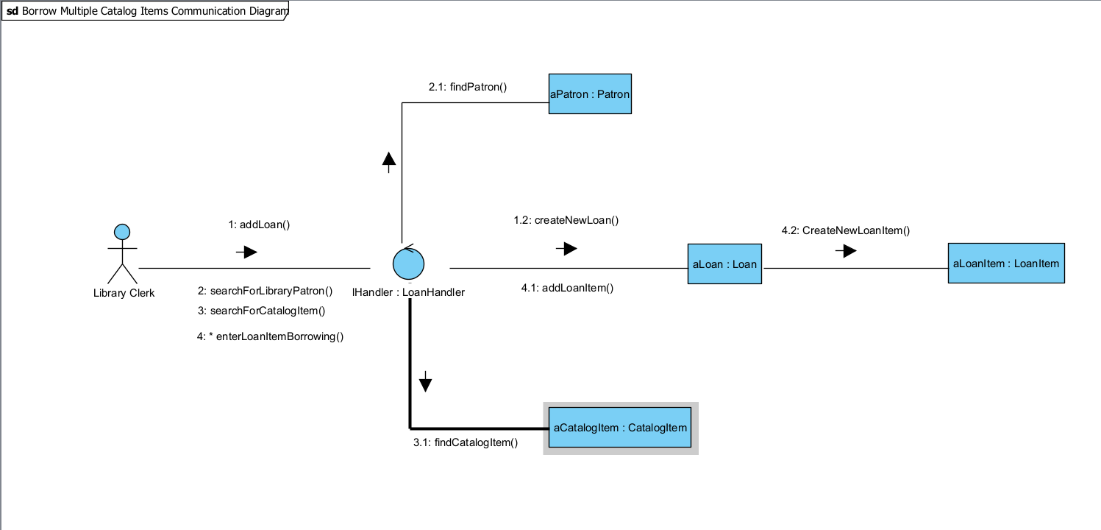 sd Borrow Multiple Catalog Items Communication Diagram
2.1: findPatron()
aPatron : Patron
1: addLoan()
1.2: createNewLoan()
4.2: CreateNewLoanItem()
aLoan : Loan
aLoanItem : LoanItem
Library Clerk
2: searchForLibraryPatron()
lHandler : LoanHandler
4.1: addLoanItem()
3: searchForCatalogItem()
4: * enterLoanItemBorrowing()
aCatalogItem : CatalogItem
3.1: findCatalogItem()